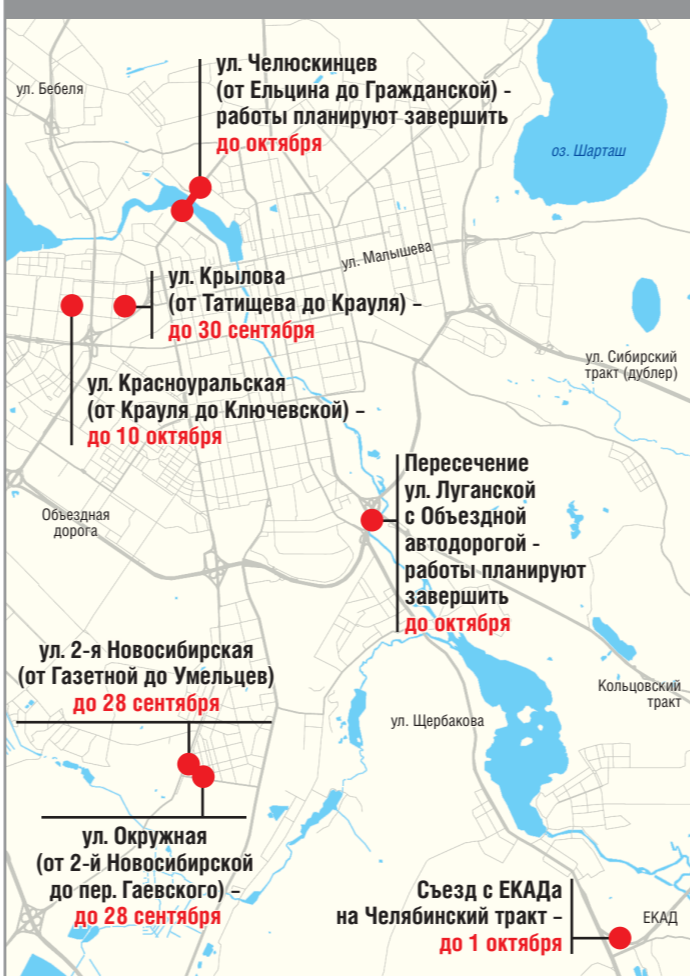 ул. Челюскинцев
(от Ельцина до Гражданской) -
работы планируют завершить
до октября
ул. Бебеля
оз. Шарташ
ул. Малышева
ул. Крылова
(от Татищева до Крауля) –
до 30 сентября
ул. Сибирский
тракт (дублер)
ул. Красноуральская
(от Крауля до Ключевской) –
до 10 октября
Пересечение
ул. Луганской
с Объездной
автодорогой -
работы планируют
завершить
до октября
Объездная
дорога
ул. 2-я Новосибирская
(от Газетной до Умельцев)
до 28 сентября
Кольцовский
тракт
ул. Щербакова
ул. Окружная
(от 2-й Новосибирской
до пер. Гаевского) –
до 28 сентября
Съезд с ЕКАДа
на Челябинский тракт –
до 1 октября
ЕКАД